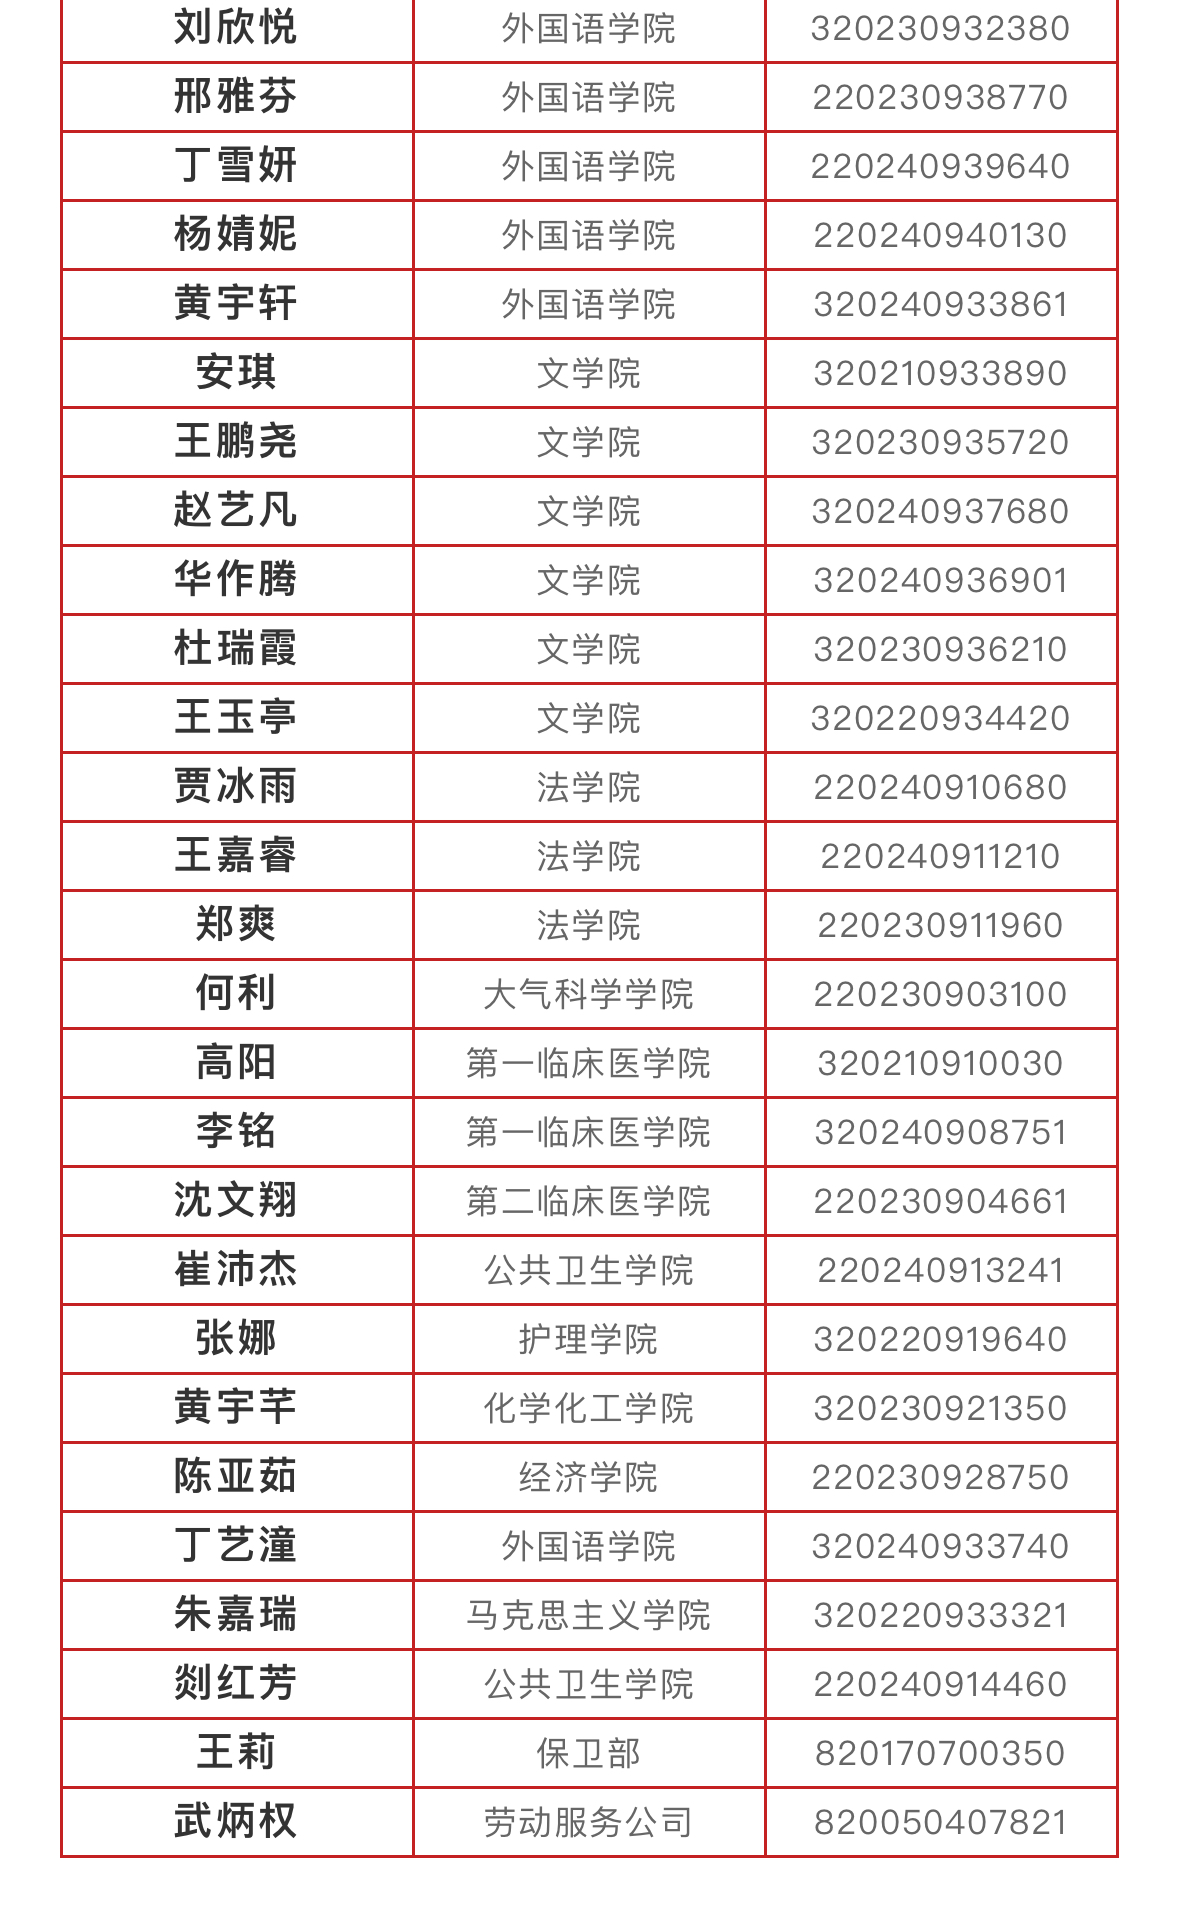 刘欣悦 外国语学院 320230932380
邢雅芬 外国语学院 220230938770
丁雪妍 外国语学院 220240939640
杨婧妮 外国语学院 220240940130
黄宇轩 外国语学院 320240933861
安琪 文学院 320210933890
王鹏尧 文学院 320230935720
赵艺凡 文学院 320240937680
华作腾 文学院 320240936901
杜瑞霞 文学院 320230936210
王玉亭 文学院 320220934420
贾冰雨 法学院 220240910680
王嘉睿 法学院 220240911210
郑爽 法学院 220230911960
何利 大气科学学院 220230903100
高阳 第一临床医学院 320210910030
李铭 第一临床医学院 320240908751
沈文翔 第二临床医学院 220230904661
崔沛杰 公共卫生学院 220240913241
张娜 护理学院 320220919640
黄宇芊 化学化工学院 320230921350
陈亚茹 经济学院 220230928750
丁艺潼 外国语学院 320240933740
朱嘉瑞 马克思主义学院 320220933321
剡红芳 公共卫生学院 220240914460
王莉 保卫部 820170700350
武炳权 劳动服务公司 820050407821